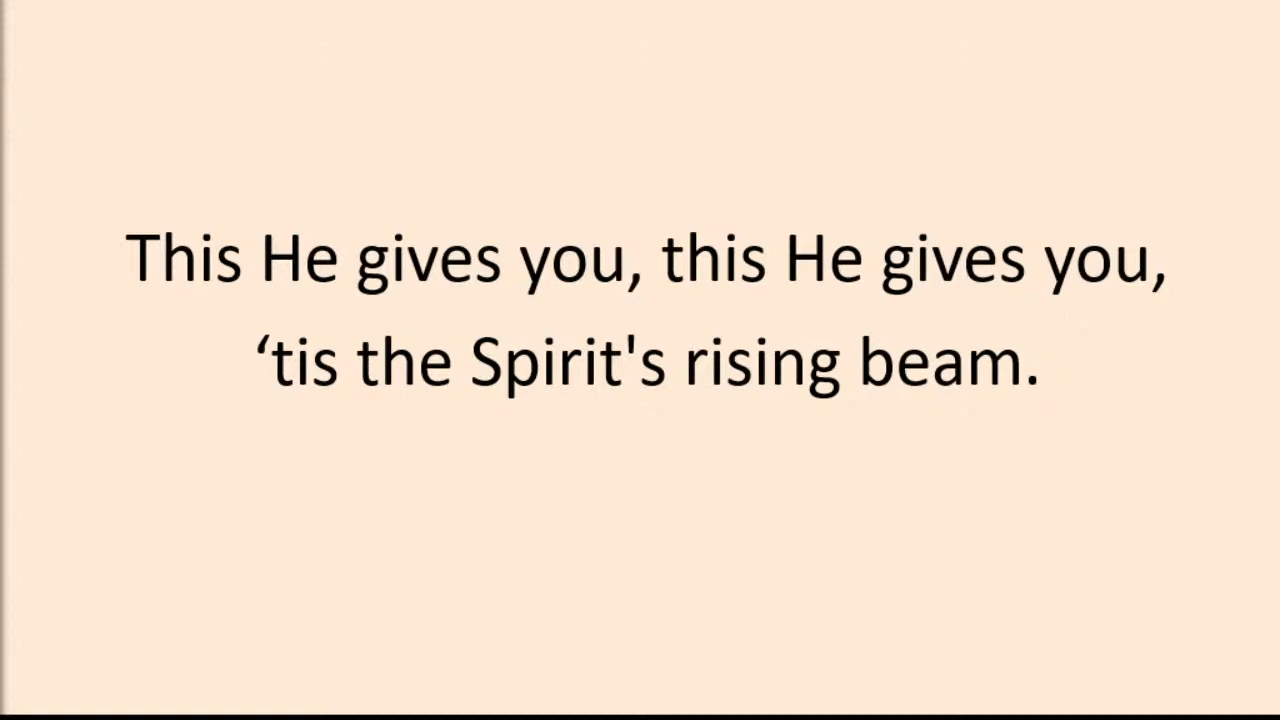 This He gives you, this He gives you,
‘tis the Spirit's rising beam.